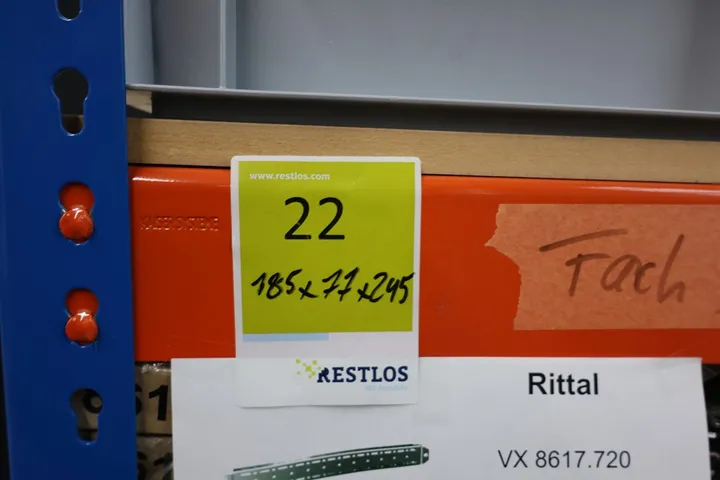 www.restlos.com
22
185x77x245
Fach
RESTLOS
Rittal
VX 8617.720